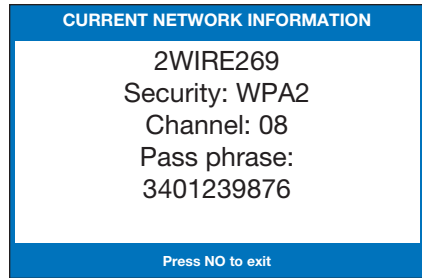 CURRENT NETWORK INFORMATION
2WIRE269
Security: WPA2
Channel: 08
Pass phrase:
3401239876
Press NO to exit